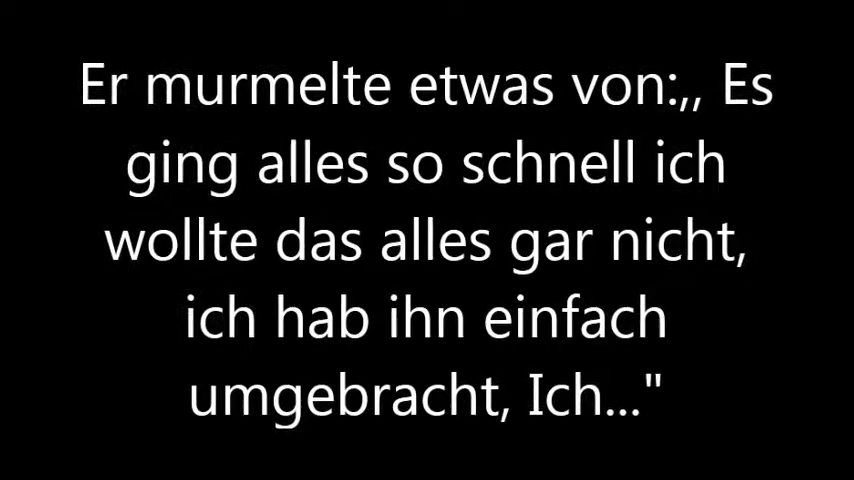 Er murmelte etwas von:,, Es
ging alles so schnell ich
wollte das alles gar nicht,
ich hab ihn einfach
umgebracht, Ich..."